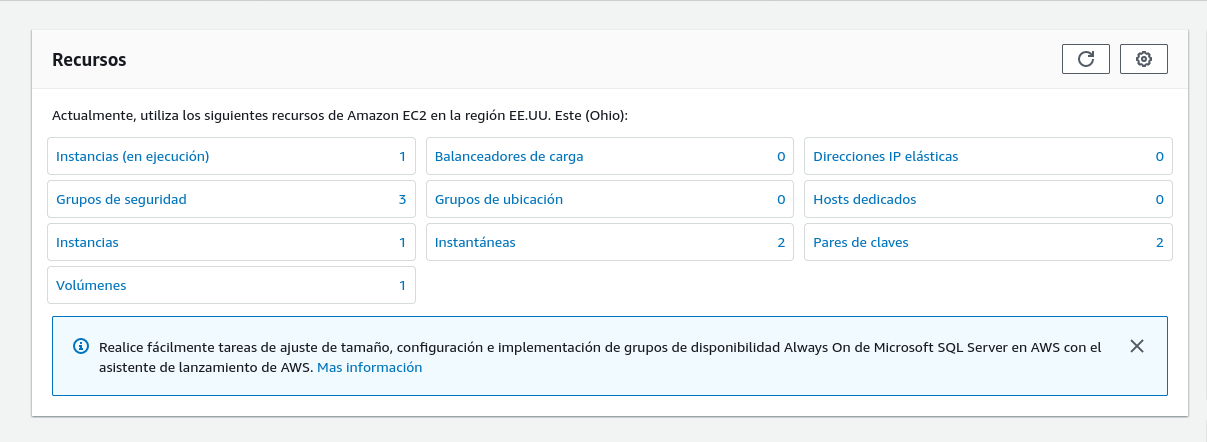 Recursos
Actualmente, utiliza los siguientes recursos de Amazon EC2 en la región EE.UU. Este (Ohio):
Instancias (en ejecución) 1
Balanceadores de carga 0
Direcciones IP elásticas 0
Grupos de seguridad 3
Grupos de ubicación 0
Hosts dedicados 0
Instancias 1
Instantáneas 2
Pares de claves 2
Volúmenes 1
Realice fácilmente tareas de ajuste de tamaño, configuración e implementación de grupos de disponibilidad Always On de Microsoft SQL Server en AWS con el
asistente de lanzamiento de AWS. Mas información